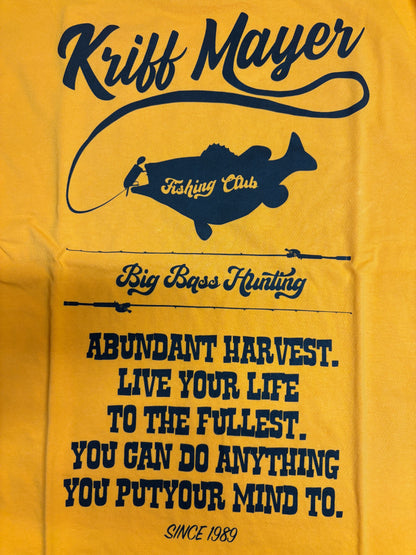 Kriff Mayer
Fishing Club
Big Bass Hunting
ABUNDANT HARVEST.
LIVE YOUR LIFE
TO THE FULLEST.
YOU CAN DO ANYTHING
YOU PUTYOUR MIND TO.
SINCE 1989